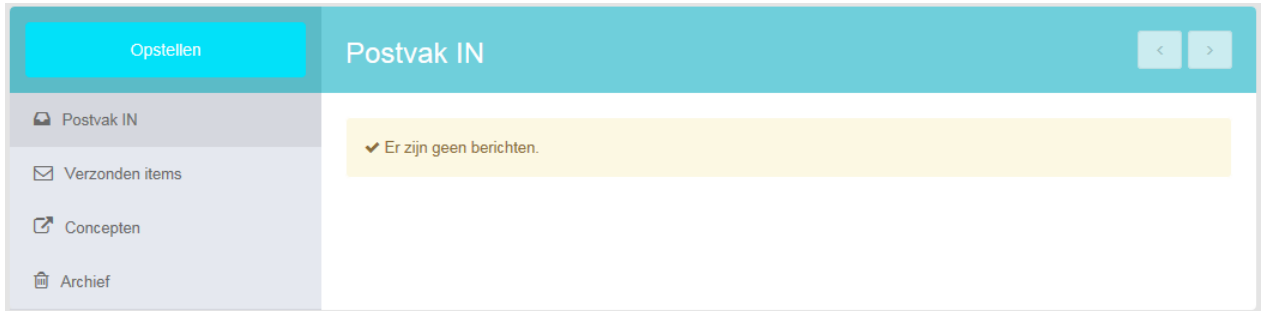 Opstellen
Postvak IN
Postvak IN
Verzonden items
Concepten
Archief
Er zijn geen berichten.